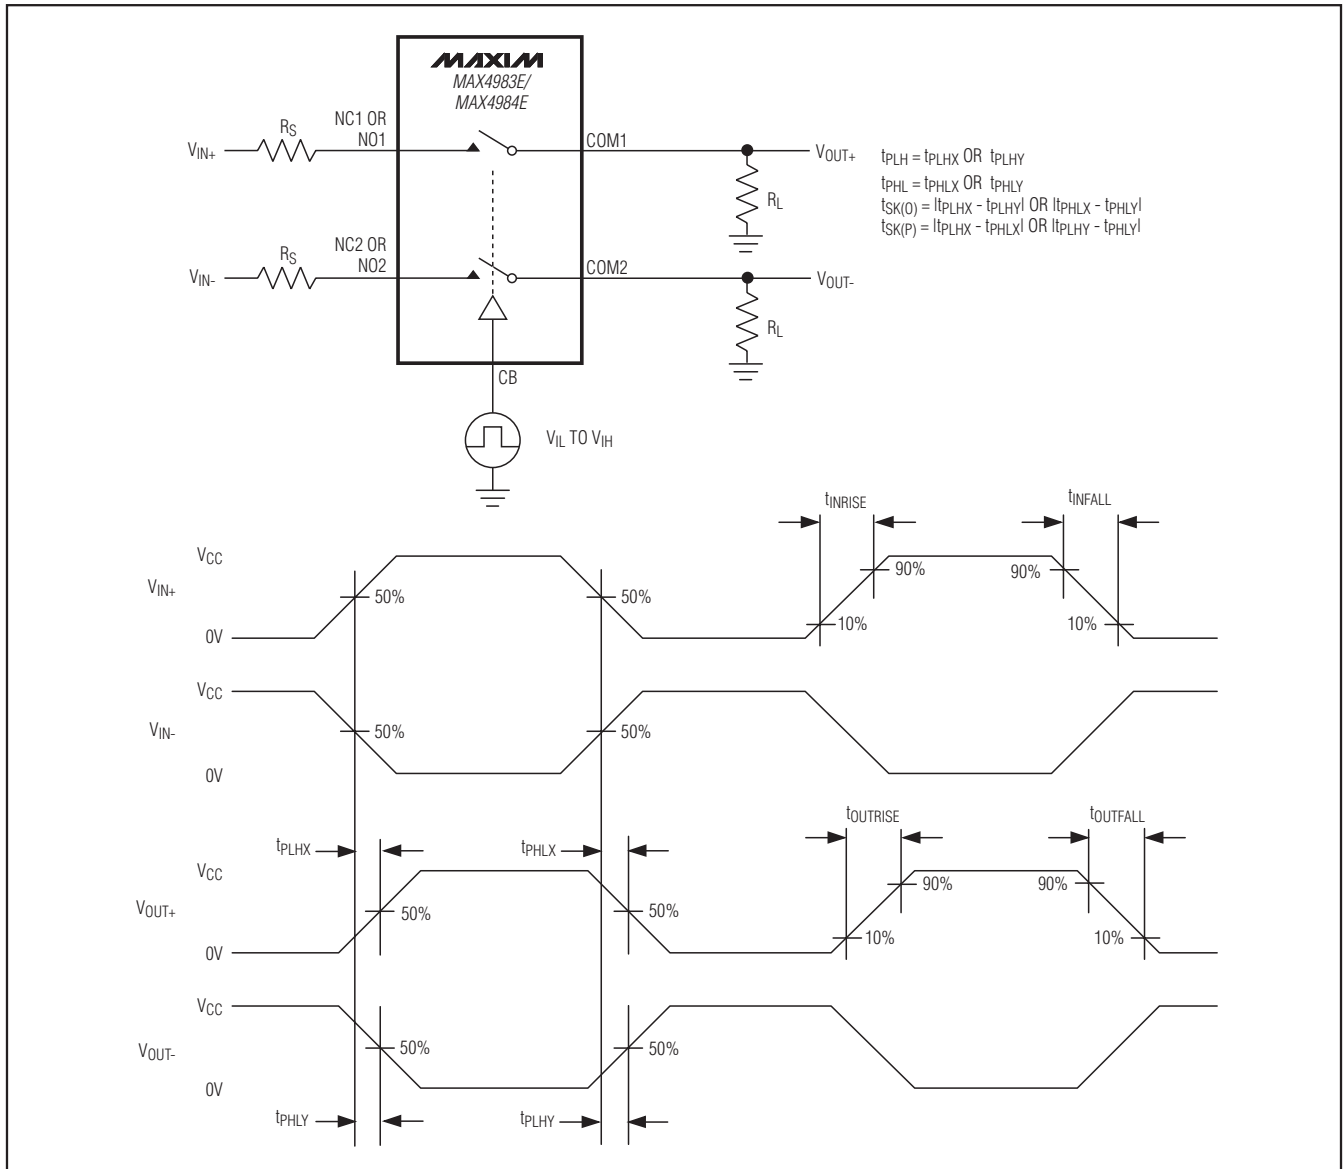 MAXIM
MAX4983E/
MAX4984E
NC1 OR
NO1
RS
VIN+
COM1
VOUT+
RL
tPLH = tPLHX OR tPLHY
tPHL = tPHLX OR tPHLY
tSK(O) = |tPLHX - tPLHY| OR |tPHLX - tPHLY|
tSK(P) = |tPLHX - tPHLX| OR |tPLHY - tPHLY|
NC2 OR
NO2
RS
VIN-
COM2
VOUT-
RL
CB
VIL TO VIH
tINRISE
tINFALL
VCC
VIN+
0V
50%
50%
90%
10%
90%
10%
VCC
VIN-
0V
50%
50%
tOUTRISE
tOUTFALL
tPLHX
tPHLX
VCC
VOUT+
0V
50%
50%
90%
10%
90%
10%
VCC
VOUT-
0V
50%
50%
tPHLY
tPLHY